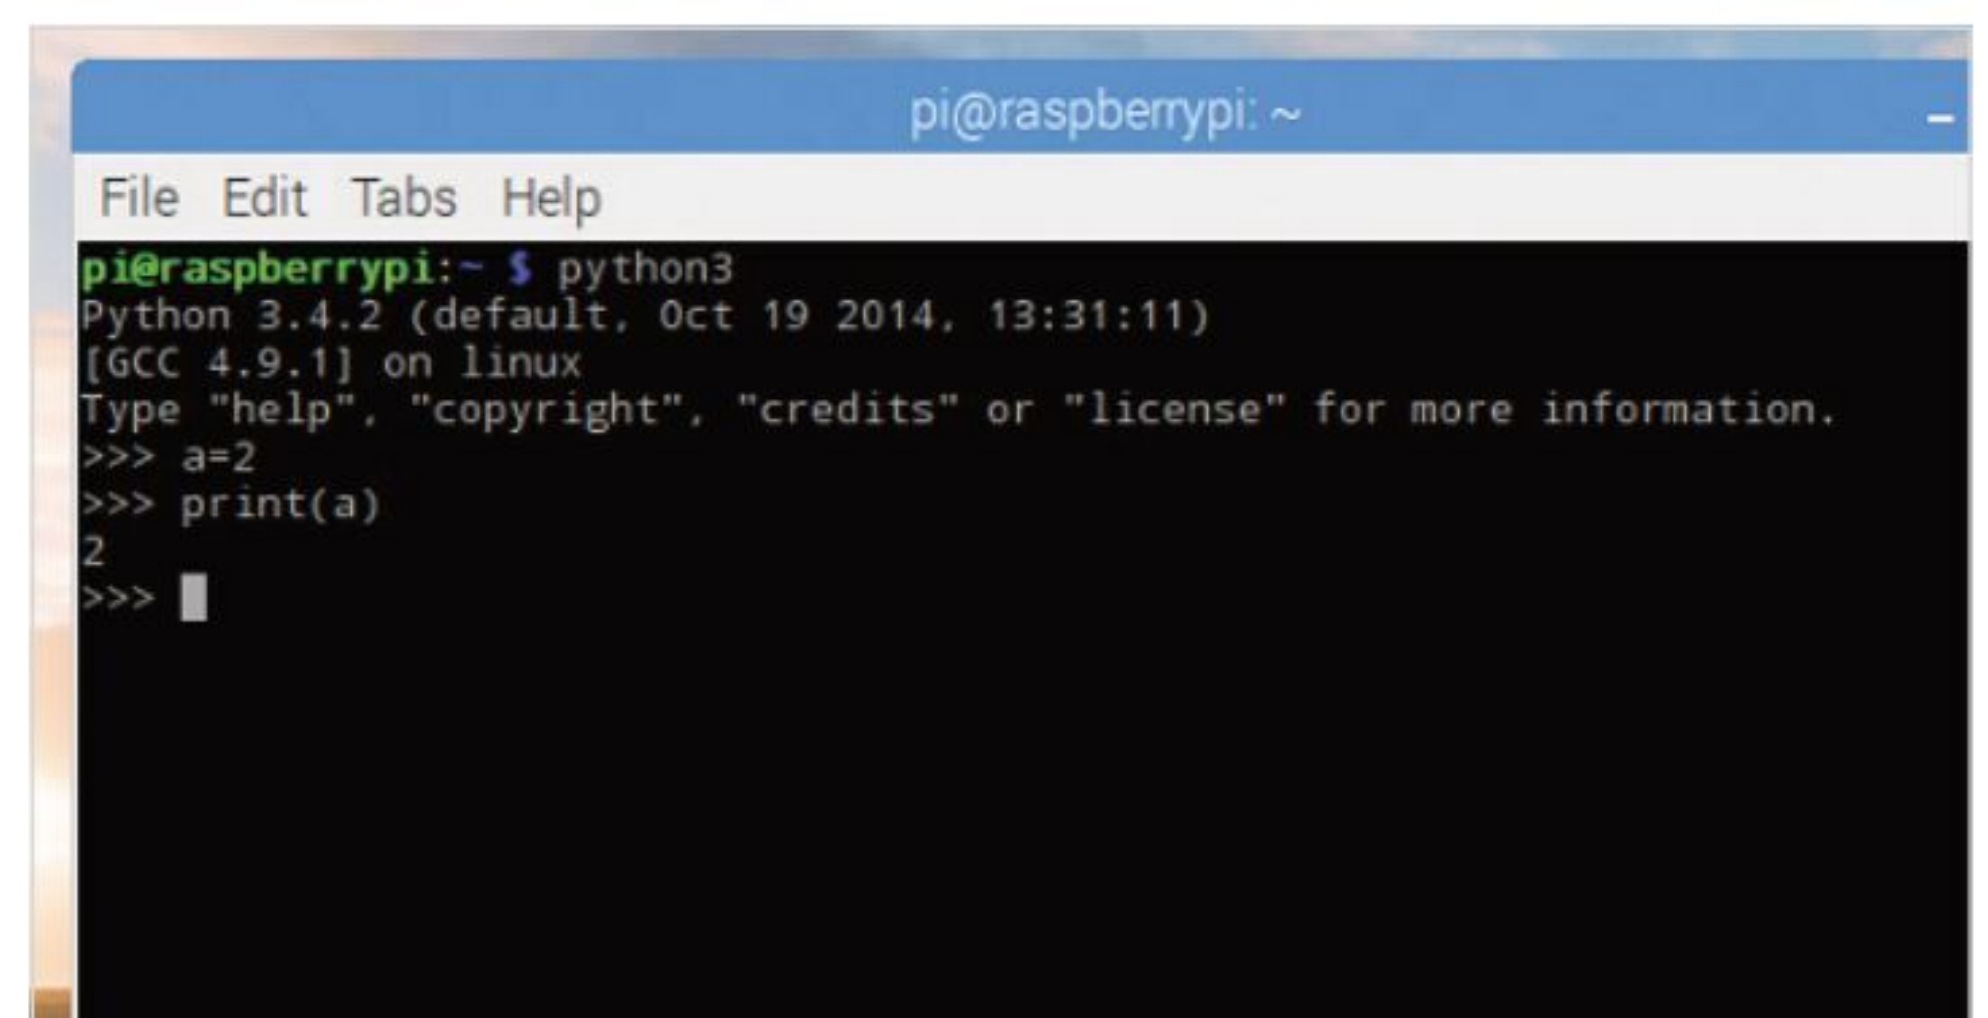 pi@raspberrypi: ~
File Edit Tabs Help
pi@raspberrypi:~ $ python3
Python 3.4.2 (default, Oct 19 2014, 13:31:11)
[GCC 4.9.1] on linux
Type "help", "copyright", "credits" or "license" for more information.
>>> a=2
>>> print(a)
2
>>>